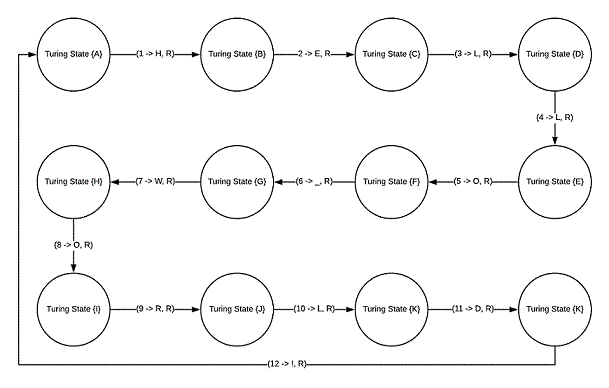 Turing State {A} (1 -> H, R) Turing State {B} 2 -> E, R Turing State {C} (3 -> L, R) Turing State {D}
(4 -> L, R)
Turing State {H} (7 -> W, R) Turing State {G} (6 -> _, R) Turing State {F} (5 -> O, R) Turing State {E}
(8 -> O, R)
Turing State {I} (9 -> R, R) Turing State {J} (10 -> L, R) Turing State {K} (11 -> D, R) Turing State {K}
(12 -> !, R)